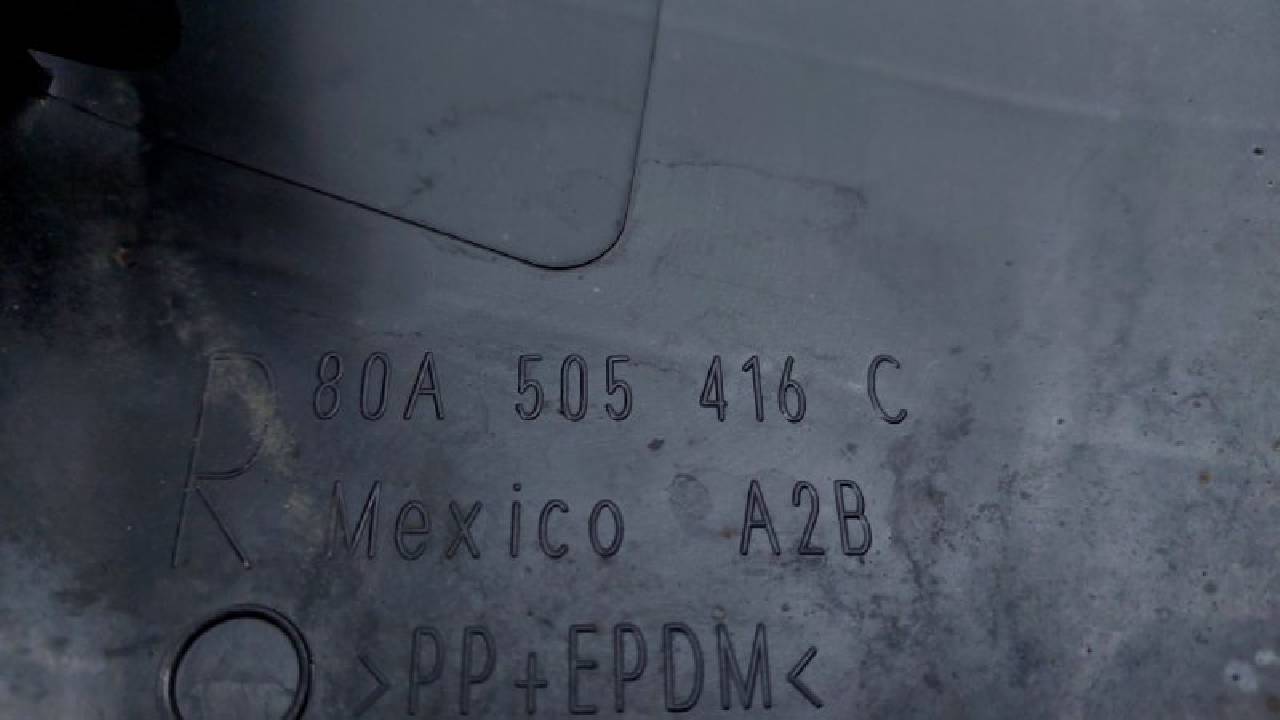 R 80A 505 416 C
Mexico A2B
>PP+EPDM<